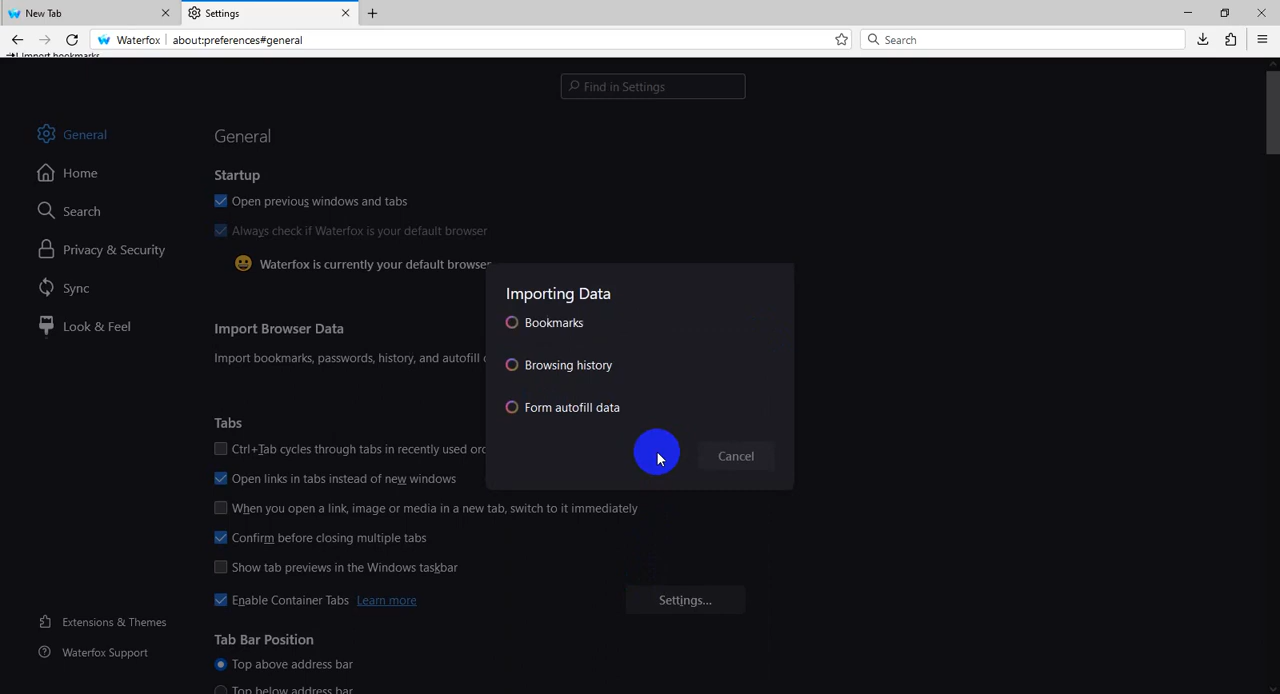 New Tab
Settings
Waterfox about:preferences#general
Search
Import bookmarks
Find in Settings
General
Home
Search
Privacy & Security
Sync
Look & Feel
Extensions & Themes
Waterfox Support
General
Startup
Open previous windows and tabs
Always check if Waterfox is your default browser
Waterfox is currently your default browser
Import Browser Data
Import bookmarks, passwords, history, and autofill
Tabs
Ctrl+Tab cycles through tabs in recently used
Open links in tabs instead of new windows
When you open a link, image or media in a new tab, switch to it immediately
Confirm before closing multiple tabs
Show tab previews in the Windows taskbar
Enable Container Tabs Learn more
Settings...
Tab Bar Position
Top above address bar
Top below address bar
Importing Data
Bookmarks
Browsing history
Form autofill data
Cancel